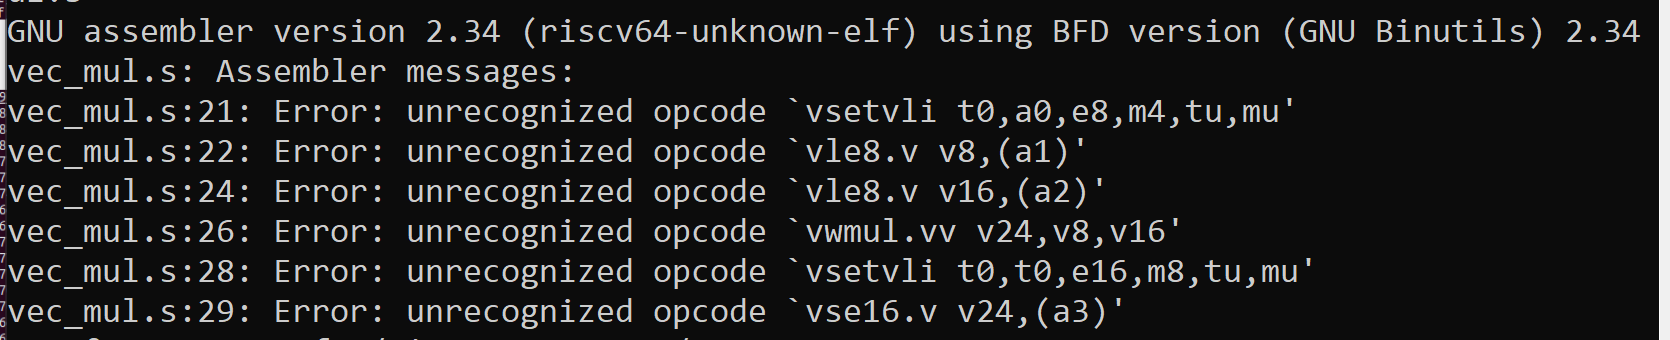 GNU assembler version 2.34 (riscv64-unknown-elf) using BFD version (GNU Binutils) 2.34
vec_mul.s: Assembler messages:
vec_mul.s:21: Error: unrecognized opcode `vsetvli t0,a0,e8,m4,tu,mu'
vec_mul.s:22: Error: unrecognized opcode `vle8.v v8,(a1)'
vec_mul.s:24: Error: unrecognized opcode `vle8.v v16,(a2)'
vec_mul.s:26: Error: unrecognized opcode `vwmul.vv v24,v8,v16'
vec_mul.s:28: Error: unrecognized opcode `vsetvli t0,t0,e16,m8,tu,mu'
vec_mul.s:29: Error: unrecognized opcode `vse16.v v24,(a3)'